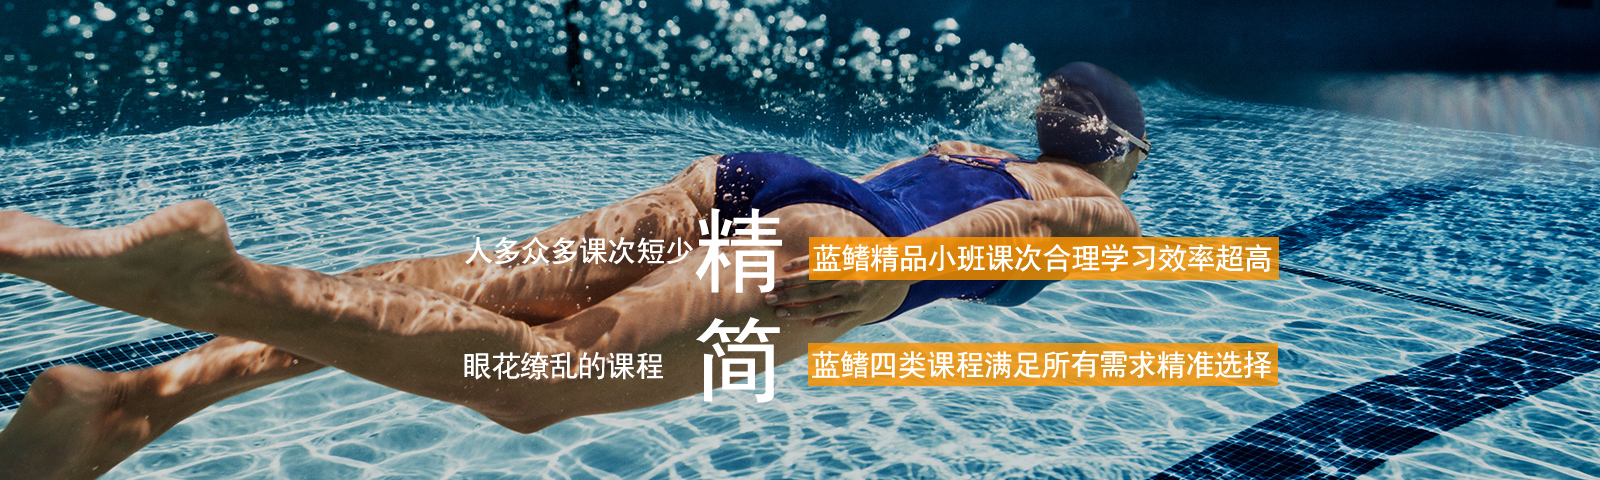 人多众多课次短少
精
蓝鳍精品小班课次合理学习效率超高
眼花缭乱的课程
简
蓝鳍四类课程满足所有需求精准选择